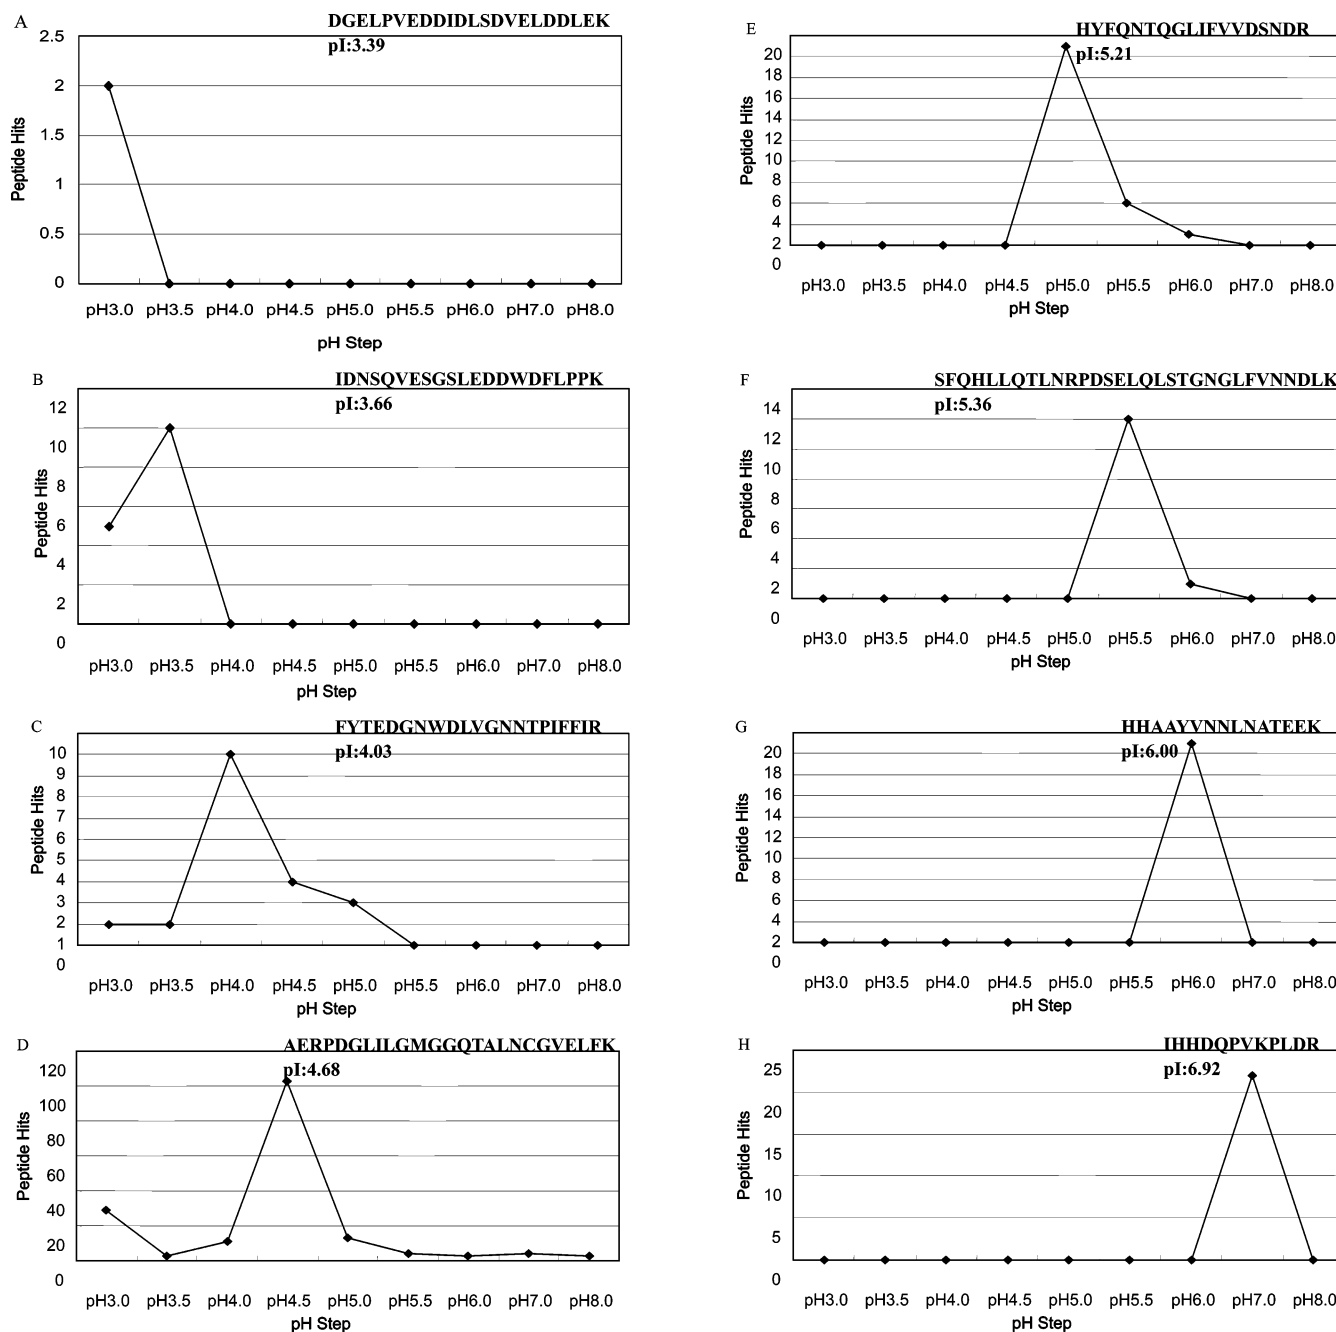 A
DGELPVEDDIDLSDVELDDLEK
pI:3.39
2.5
2
1.5
1
0.5
0
Peptide Hits
pH3.0 pH3.5 pH4.0 pH4.5 pH5.0 pH5.5 pH6.0 pH7.0 pH8.0
pH Step
B
IDNSQVESGSLEDDWDFLPPK
pI:3.66
12
10
8
6
4
2
0
Peptide Hits
pH3.0 pH3.5 pH4.0 pH4.5 pH5.0 pH5.5 pH6.0 pH7.0 pH8.0
pH Step
C
FYTEDGNWDLVGNNTPIFFIR
pI:4.03
10
9
8
7
6
5
4
3
2
1
0
Peptide Hits
pH3.0 pH3.5 pH4.0 pH4.5 pH5.0 pH5.5 pH6.0 pH7.0 pH8.0
pH Step
D
AERPDGLILGMGGQTALNCGVELFK
pI:4.68
120
100
80
60
40
20
0
Peptide Hits
pH3.0 pH3.5 pH4.0 pH4.5 pH5.0 pH5.5 pH6.0 pH7.0 pH8.0
pH Step
E
HYFQNTQGLIFVVDSNDR
pI:5.21
20
18
16
14
12
10
8
6
4
2
0
Peptide Hits
pH3.0 pH3.5 pH4.0 pH4.5 pH5.0 pH5.5 pH6.0 pH7.0 pH8.0
pH Step
F
SFQHLLQTLNRPDSELQLSTGNGLFVNNDLK
pI:5.36
14
12
10
8
6
4
2
0
Peptide Hits
pH3.0 pH3.5 pH4.0 pH4.5 pH5.0 pH5.5 pH6.0 pH7.0 pH8.0
pH Step
G
HHAAYVNNLNATEEK
pI:6.00
20
18
16
14
12
10
8
6
4
2
0
Peptide Hits
pH3.0 pH3.5 pH4.0 pH4.5 pH5.0 pH5.5 pH6.0 pH7.0 pH8.0
pH Step
H
IHHDQPVKPLDR
pI:6.92
25
20
15
10
5
0
Peptide Hits
pH3.0 pH3.5 pH4.0 pH4.5 pH5.0 pH5.5 pH6.0 pH7.0 pH8.0
pH Step